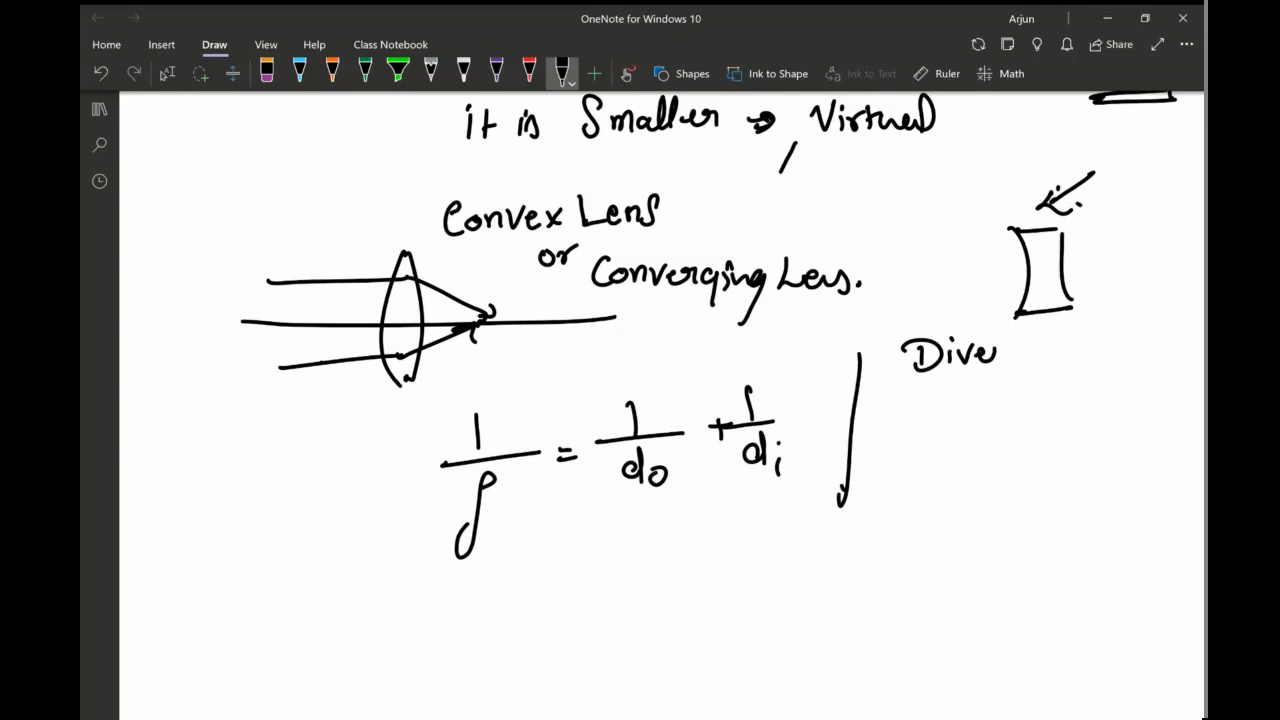 OneNote for Windows 10
Arjun
Home Insert Draw View Help Class Notebook
Share
Shapes Ink to Shape Ink to Text Ruler Math
it is Smaller → Virtual
Convex Lens
or
Converging Lens.
1/f = 1/do + 1/di
Dive